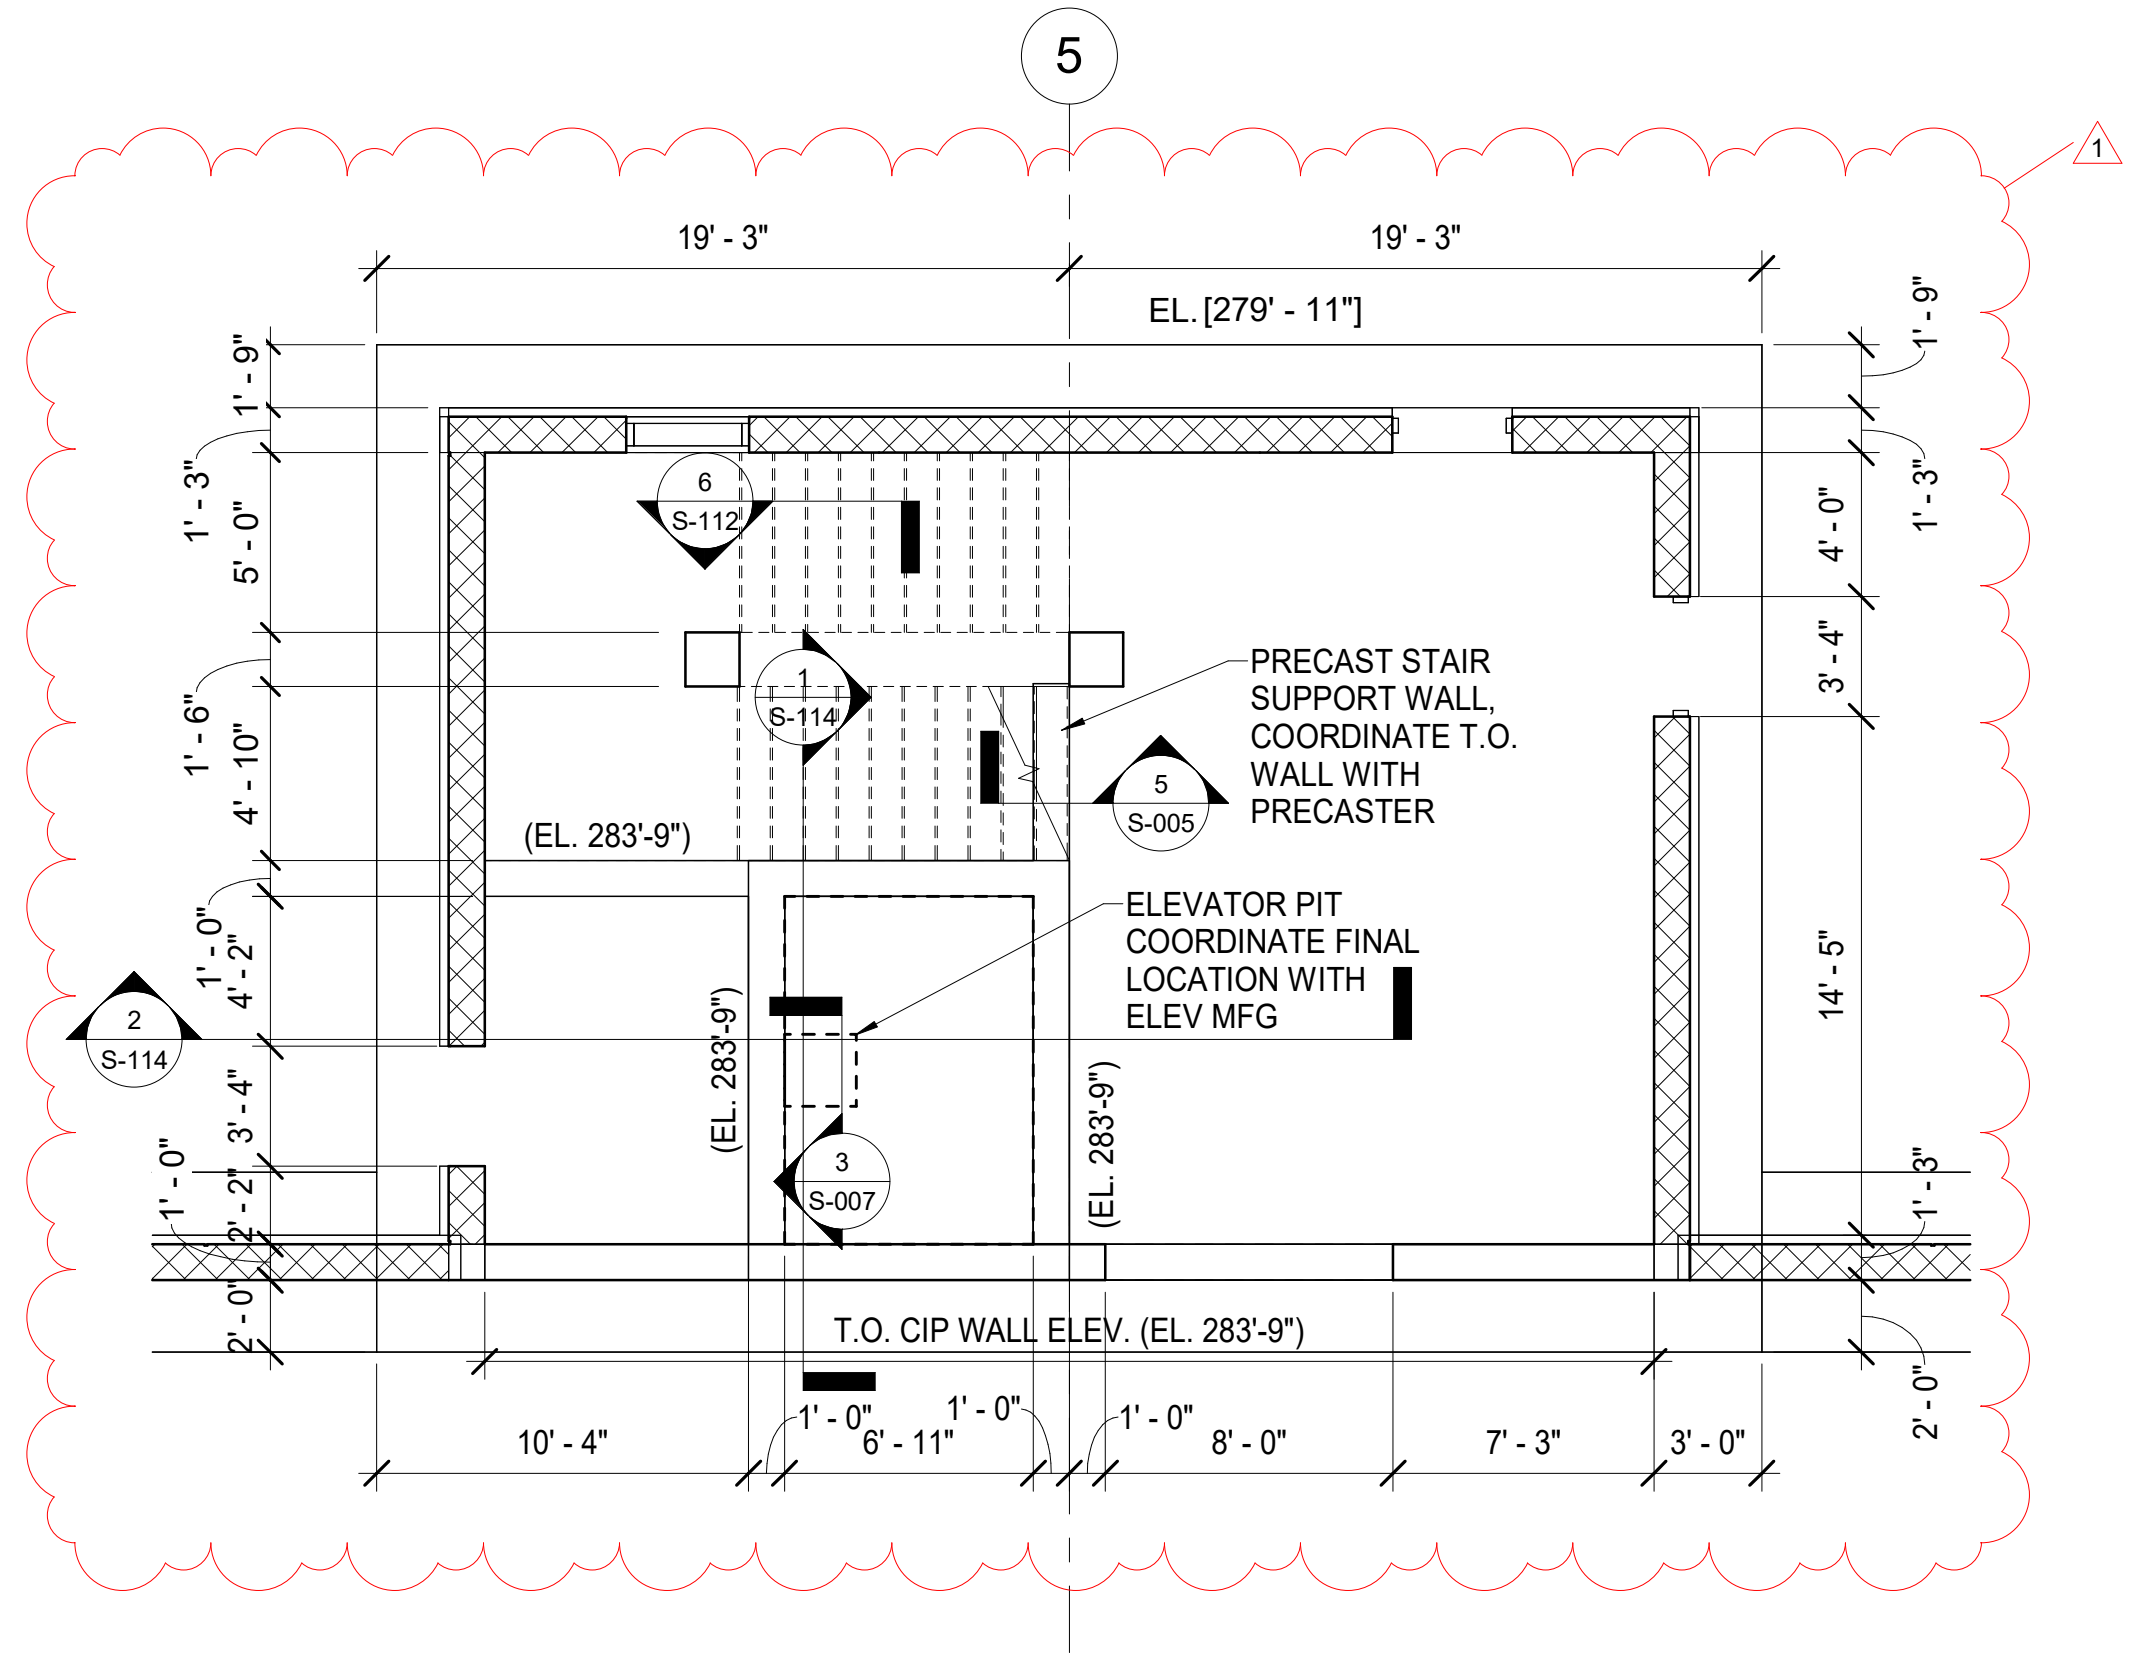 5
1
19' - 3"
19' - 3"
EL. [279' - 11"]
1' - 9"
1' - 9"
1' - 3"
1' - 3"
5' - 0"
4' - 0"
6
S-112
3' - 4"
1' - 6"
1
S-114
PRECAST STAIR
SUPPORT WALL,
COORDINATE T.O.
WALL WITH
PRECASTER
4' - 10"
5
S-005
(EL. 283'-9")
1' - 0"
4' - 2"
ELEVATOR PIT
COORDINATE FINAL
LOCATION WITH
ELEV MFG
14' - 5"
2
S-114
(EL. 283'-9")
(EL. 283'-9")
3' - 4"
1' - 0"
2' - 2"
3
S-007
1' - 3"
2' - 0"
T.O. CIP WALL ELEV. (EL. 283'-9")
2' - 0"
10' - 4"
1' - 0"
6' - 11"
1' - 0"
1' - 0"
8' - 0"
7' - 3"
3' - 0"